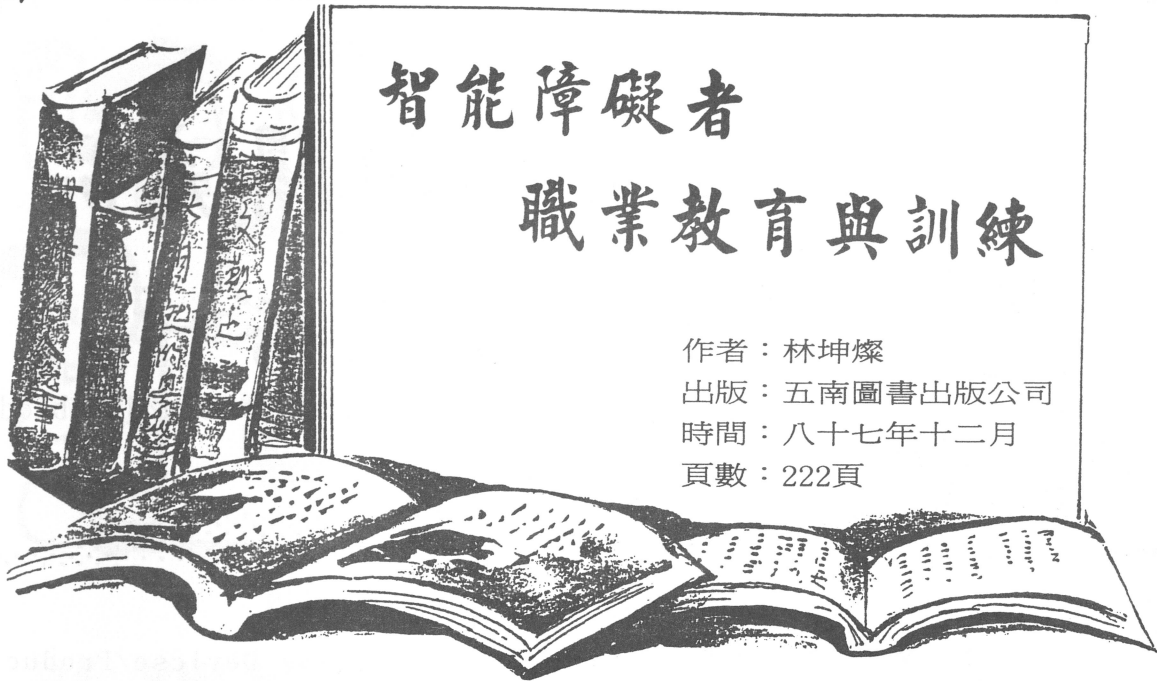 智能障礙者
職業教育與訓練
作者：林坤燦
出版：五南圖書出版公司
時間：八十七年十二月
頁數：222頁